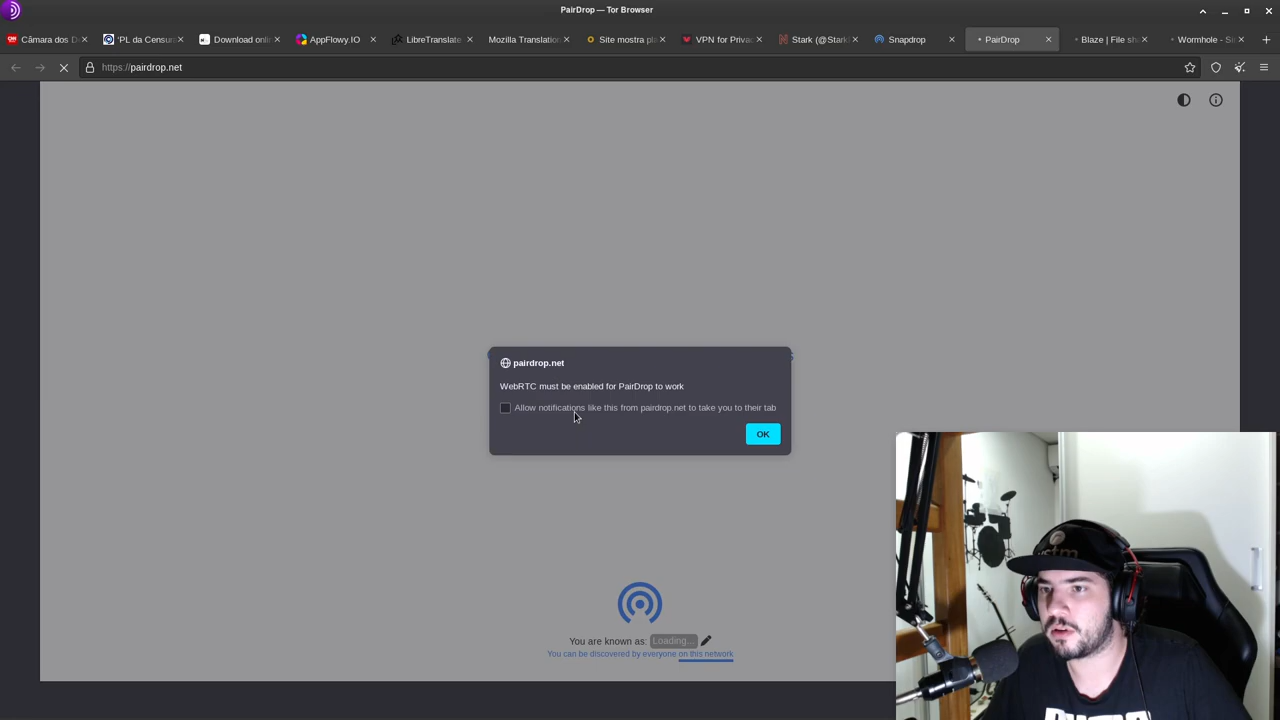 PairDrop — Tor Browser
Câmara dos D
'PL da Censu
Download onli
AppFlowy.IO
LibreTranslate
Mozilla Translation
Site mostra pla
VPN for Privac
Stark (@Stark
Snapdrop
PairDrop
Blaze | File sh
Wormhole - Si
https://pairdrop.net
pairdrop.net
WebRTC must be enabled for PairDrop to work
Allow notifications like this from pairdrop.net to take you to their tab
OK
You are known as: Loading...
You can be discovered by everyone on this network